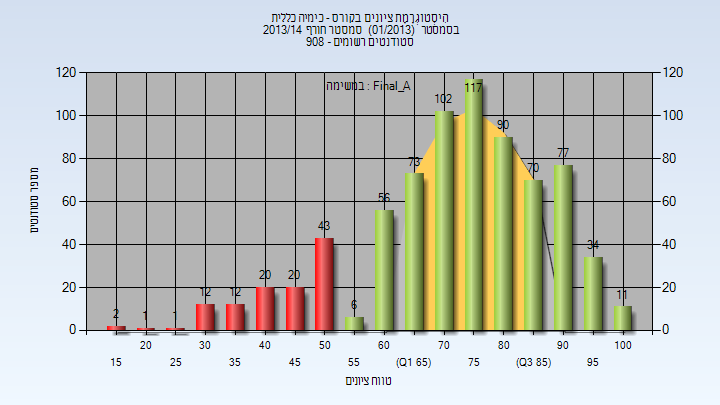 היסטוגרמת ציונים בקורס - כימיה כללית
בסמסטר (01/2013) סמסטר חורף 2013/14
סטודנטים רשומים - 908
במשימה : Final_A
מספר סטודנטים
120 120
100 100
80 80
60 60
40 40
20 20
0 0
2 1 1 12 12 20 20 43 6 56 73 102 117 90 70 77 34 11
20 30 40 50 60 70 80 90 100
15 25 35 45 55 (Q1 65) 75 (Q3 85) 95
טווח ציונים